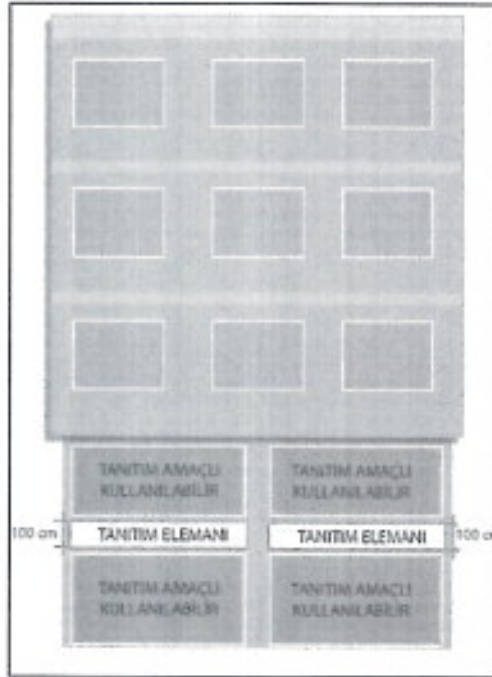 TANITIM AMAÇLI
KULLANILABİLİR
TANITIM AMAÇLI
KULLANILABİLİR
100 cm
TANITIM ELEMANI
TANITIM ELEMANI
100 c
TANITIM AMAÇLI
KULLANILABİLİR
TANITIM AMAÇLI
KULLANILABİLİR